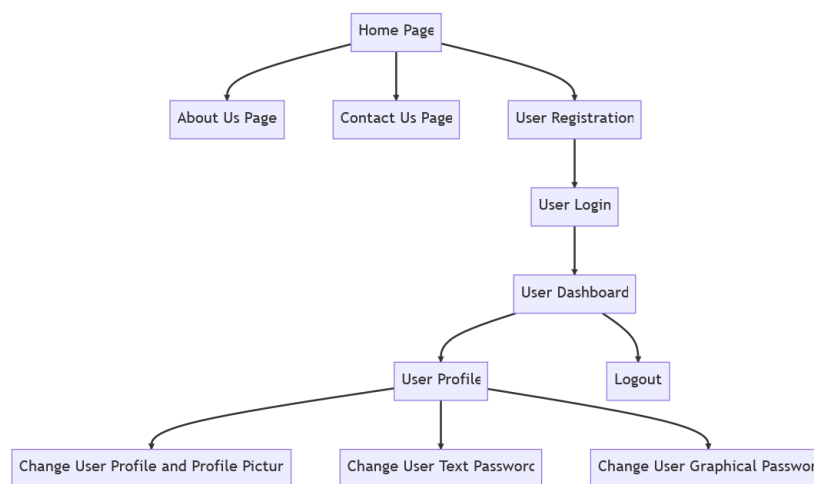 Home Page
About Us Page
Contact Us Page
User Registration
User Login
User Dashboard
User Profile
Logout
Change User Profile and Profile Pictur
Change User Text Passworc
Change User Graphical Passwor